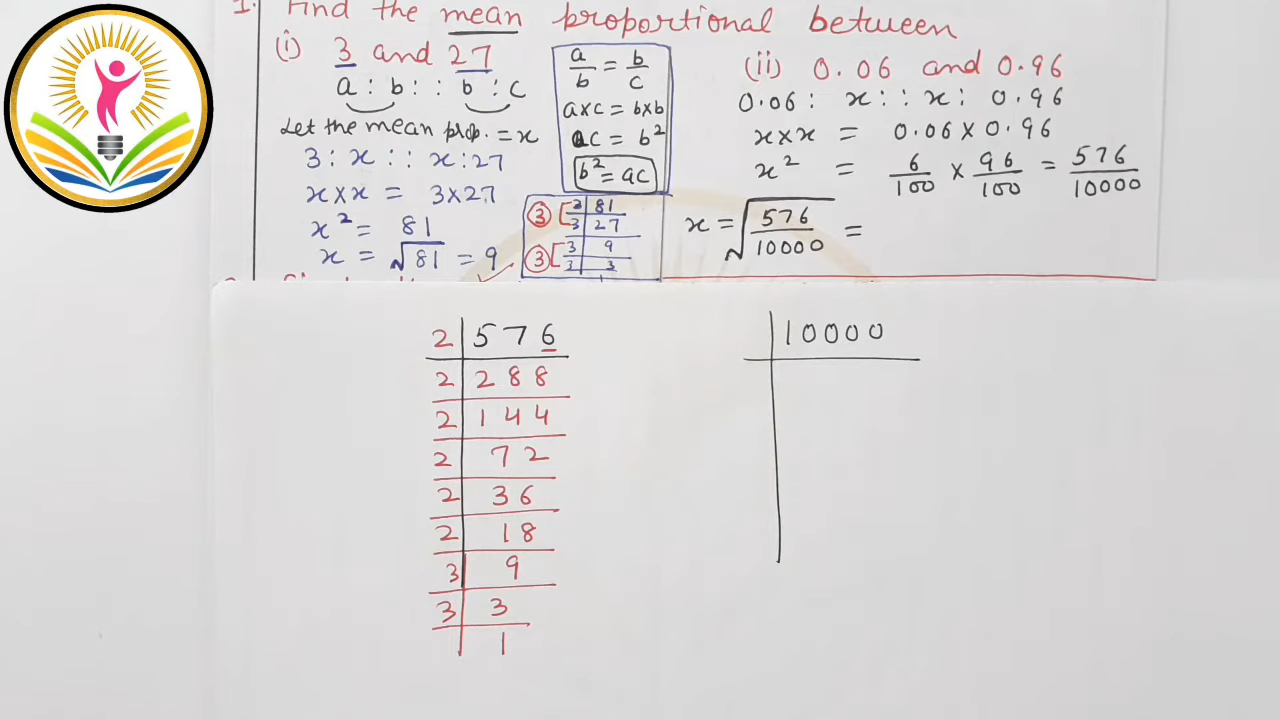 1. Find the mean proportional between
(i) 3 and 27
a : b : : b : c
Let the mean prop. = x
3 : x : : x : 27
x × x = 3 × 27
x² = 81
x = √81 = 9
a/b = b/c
a×c = b×b
ac = b²
b² = ac
3 [ 2 | 81
3 | 27
3 [ 3 | 9
3 | 3
1
(ii) 0.06 and 0.96
0.06 : x : : x : 0.96
x × x = 0.06 × 0.96
x² = 6/100 × 96/100 = 576/10000
x = √576/10000 =
2 | 576
2 | 288
2 | 144
2 | 72
2 | 36
2 | 18
3 | 9
3 | 3
1
10000